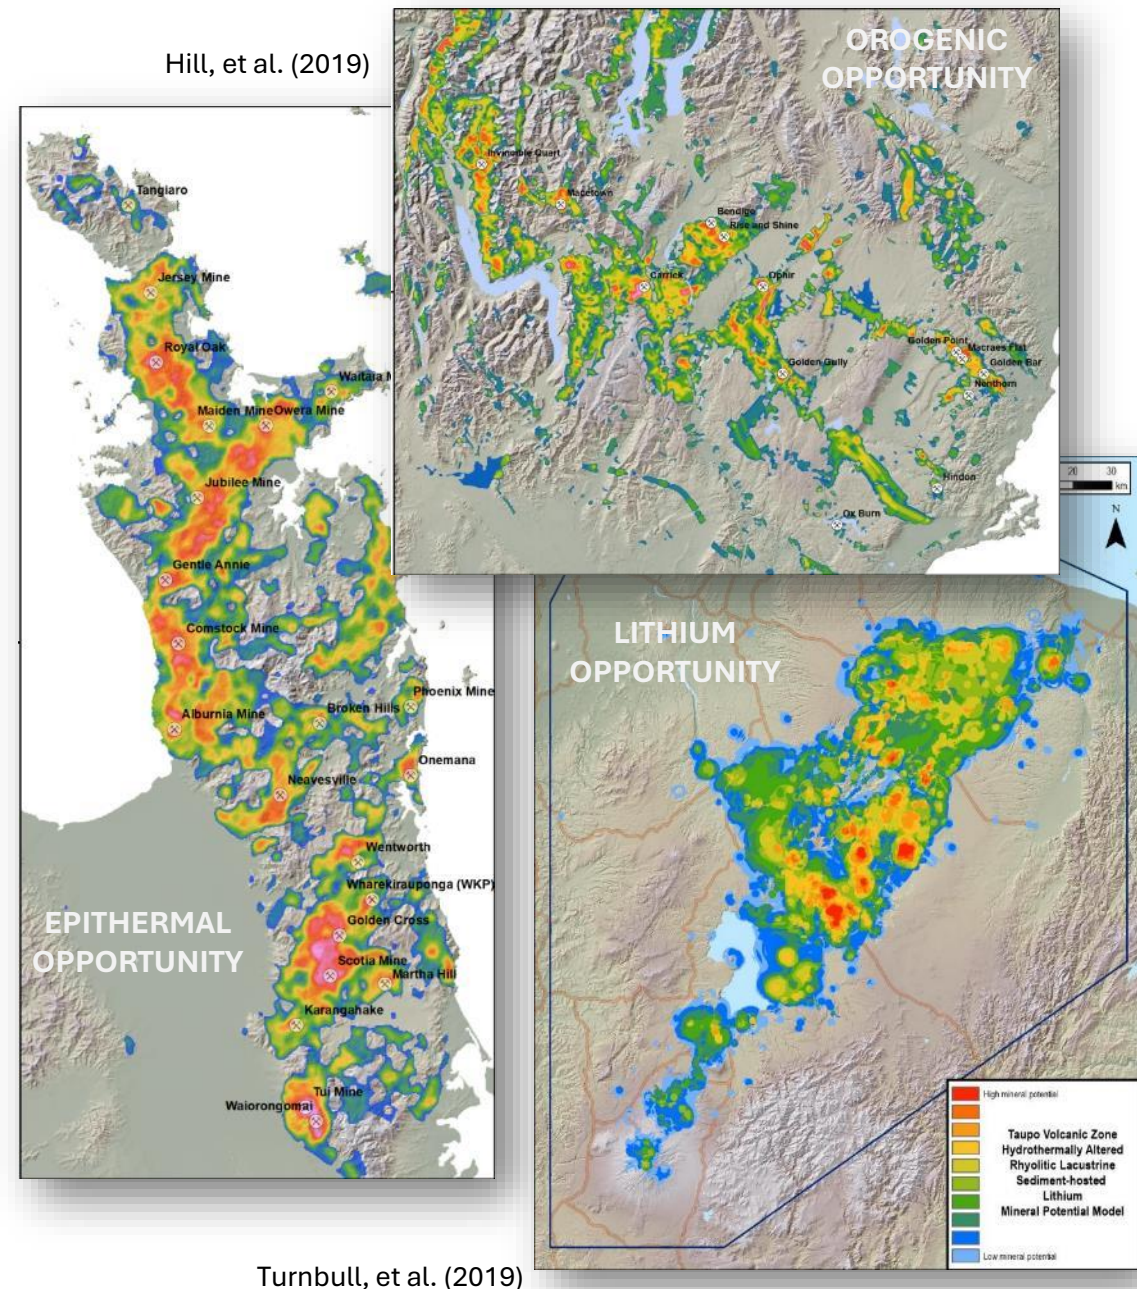 Hill, et al. (2019)
OROGENIC
OPPORTUNITY
Invincible Quart
Macetown
Bendigo
Rise and Shine
Carrick
Ophir
Golden Point
Macraes Flat
Golden Bar
Nenthorn
Golden Gully
Hindon
Ox Burn
Tangiaro
Jersey Mine
Royal Oak
Waitaia M
Maiden Mine
Owera Mine
Jubilee Mine
Gentle Annie
Comstock Mine
Phoenix Mine
Broken Hills
Alburnia Mine
Onemana
Neavesville
Wentworth
Wharekirauponga (WKP)
Golden Cross
Scotia Mine
Martha Hill
Karangahake
Tui Mine
Waiorongomai
EPITHERMAL
OPPORTUNITY
20 30
km
N
LITHIUM
OPPORTUNITY
High mineral potential
Taupo Volcanic Zone
Hydrothermally Altered
Rhyolitic Lacustrine
Sediment-hosted
Lithium
Mineral Potential Model
Low mineral potential
Turnbull, et al. (2019)